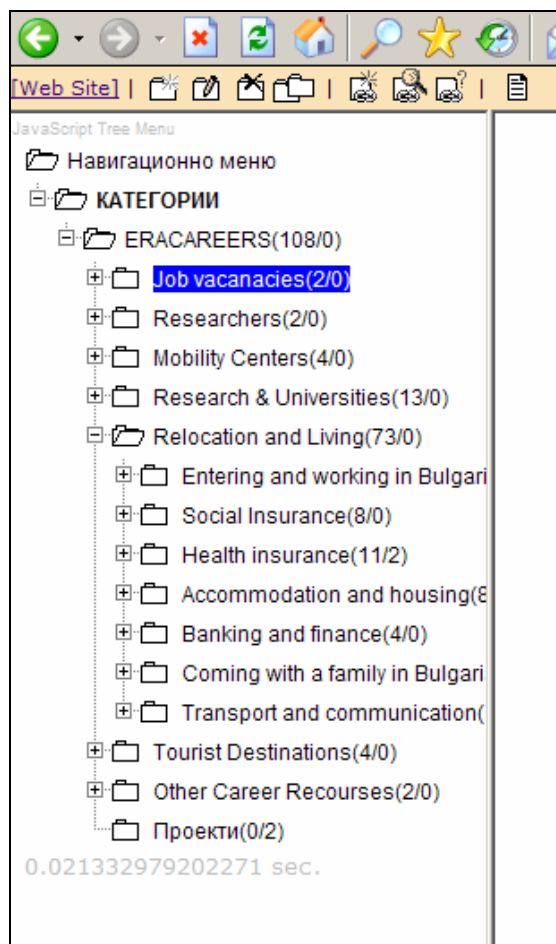 [Web Site] | | |
JavaScript Tree Menu
Навигационно меню
КАТЕГОРИИ
ERACAREERS(108/0)
Job vacanacies(2/0)
Researchers(2/0)
Mobility Centers(4/0)
Research & Universities(13/0)
Relocation and Living(73/0)
Entering and working in Bulgari
Social Insurance(8/0)
Health insurance(11/2)
Accommodation and housing(8
Banking and finance(4/0)
Coming with a family in Bulgari
Transport and communication(
Tourist Destinations(4/0)
Other Career Recourses(2/0)
Проекти(0/2)
0.021332979202271 sec.